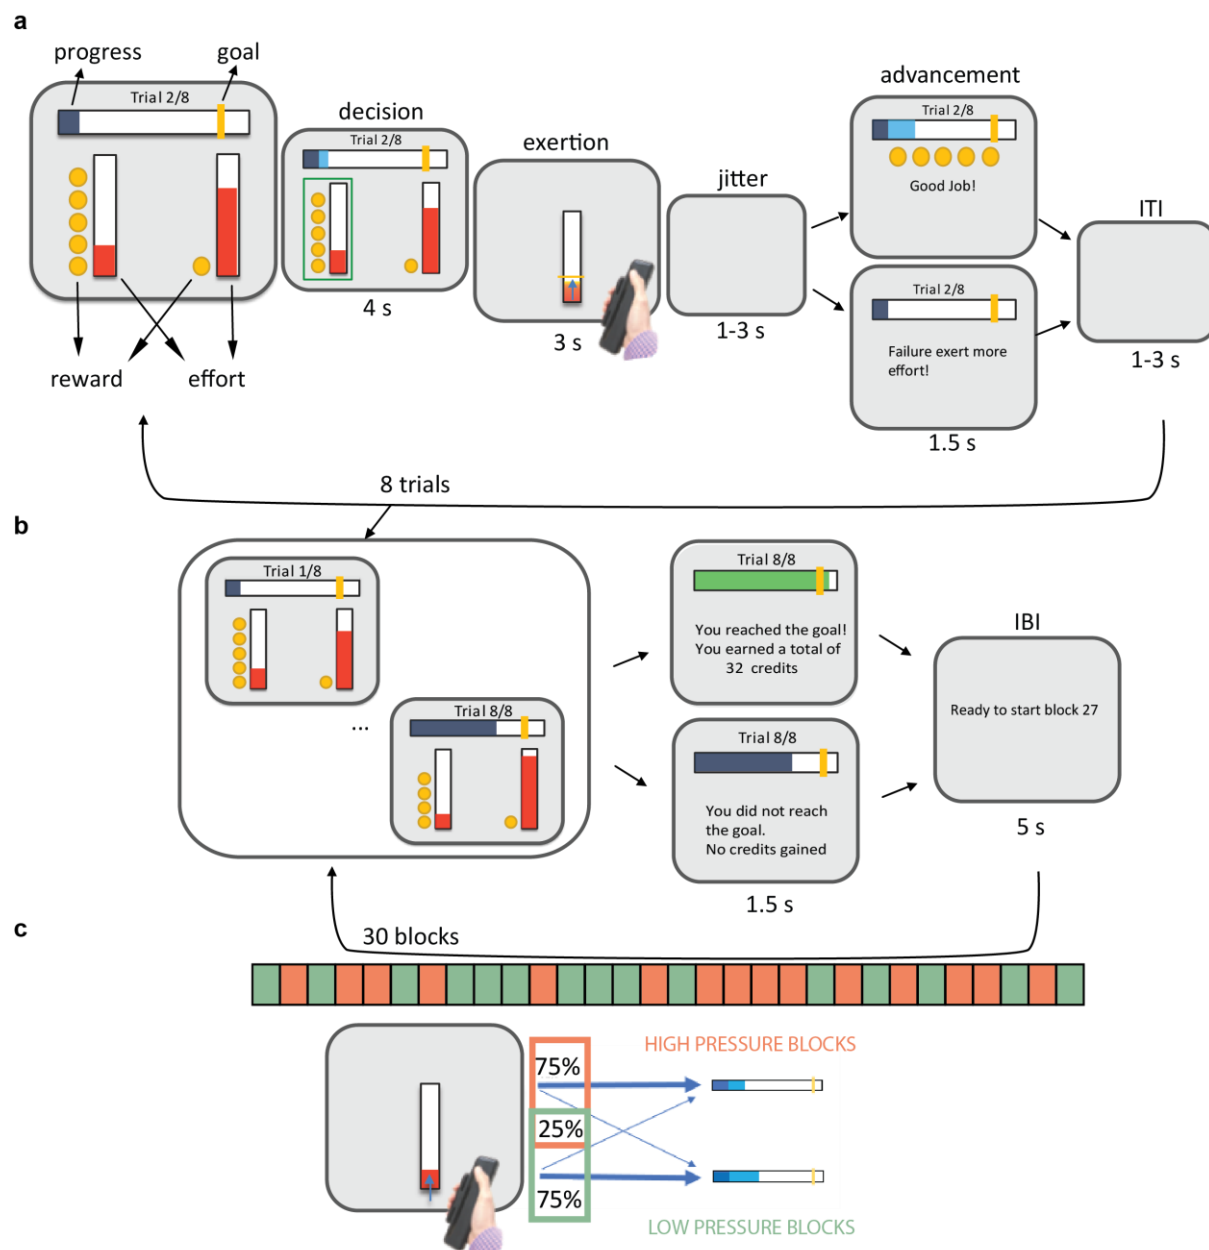 a
progress
goal
Trial 2/8
decision
Trial 2/8
4 s
exertion
3 s
jitter
1-3 s
advancement
Trial 2/8
Good Job!
Trial 2/8
Failure exert more
effort!
1.5 s
ITI
1-3 s
reward
effort
8 trials
b
Trial 1/8
...
Trial 8/8
Trial 8/8
You reached the goal!
You earned a total of
32 credits
Trial 8/8
You did not reach
the goal.
No credits gained
1.5 s
IBI
Ready to start block 27
5 s
30 blocks
c
75%
25%
75%
HIGH PRESSURE BLOCKS
LOW PRESSURE BLOCKS